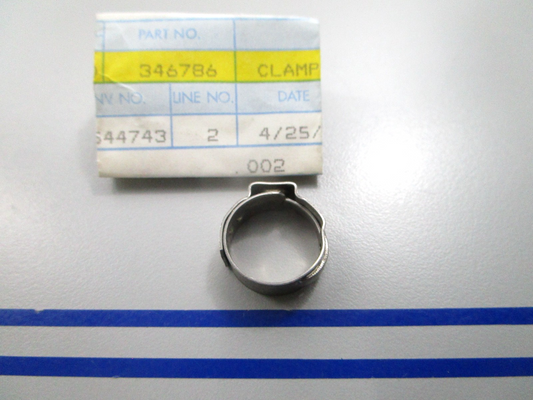 PART NO.
346786 CLAMP
NV NO. LINE NO. DATE
544743 2 4/25/
.002